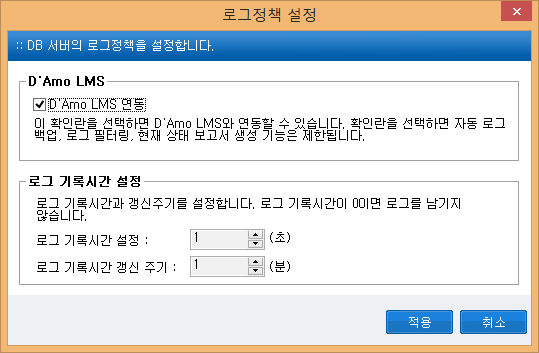 로그정책 설정
:: DB 서버의 로그정책을 설정합니다.
D'Amo LMS
D'Amo LMS 연동
이 확인란을 선택하면 D'Amo LMS와 연동할 수 있습니다. 확인란을 선택하면 자동 로그
백업, 로그 필터링, 현재 상태 보고서 생성 기능은 제한됩니다.
로그 기록시간 설정
로그 기록시간과 갱신주기를 설정합니다. 로그 기록시간이 0이면 로그를 남기지
않습니다.
로그 기록시간 설정 : 1 (초)
로그 기록시간 갱신 주기 : 1 (분)
적용 취소